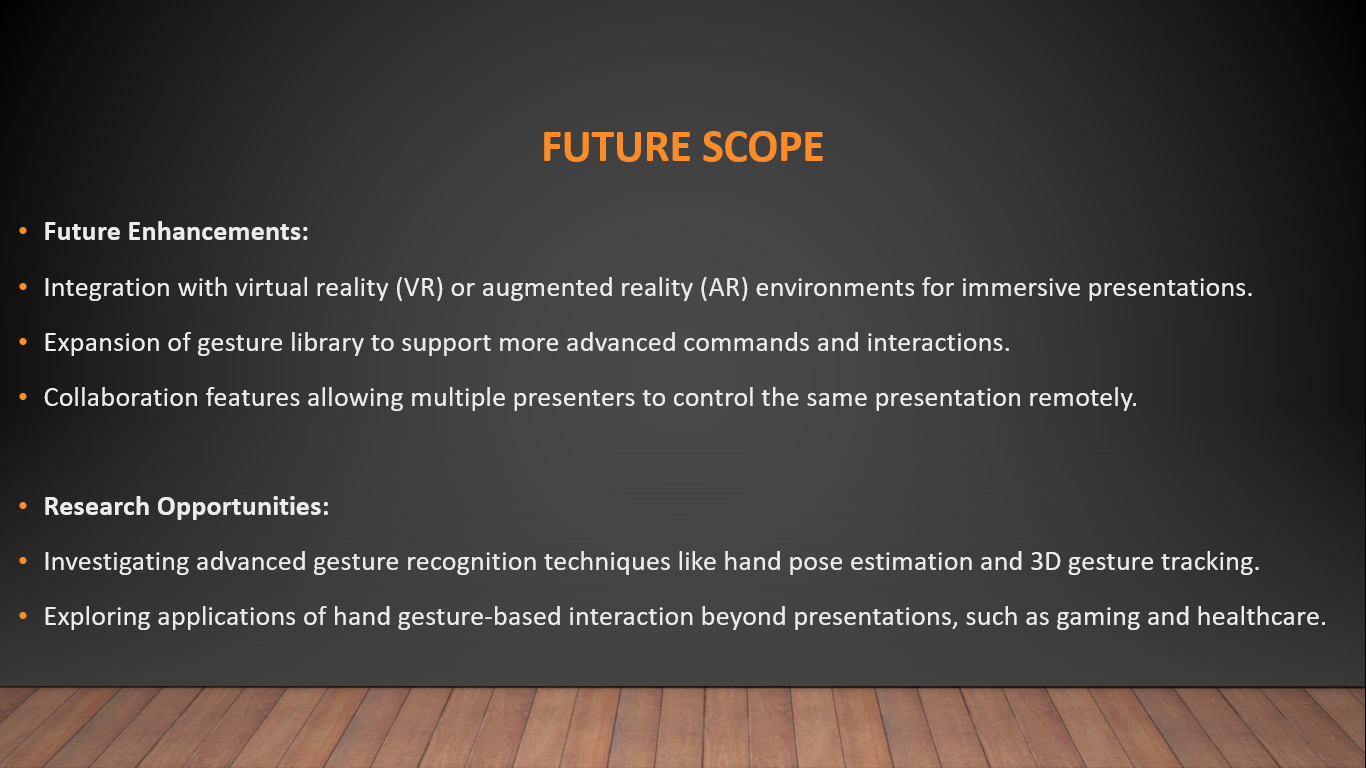 FUTURE SCOPE
• Future Enhancements:
• Integration with virtual reality (VR) or augmented reality (AR) environments for immersive presentations.
• Expansion of gesture library to support more advanced commands and interactions.
• Collaboration features allowing multiple presenters to control the same presentation remotely.
• Research Opportunities:
• Investigating advanced gesture recognition techniques like hand pose estimation and 3D gesture tracking.
• Exploring applications of hand gesture-based interaction beyond presentations, such as gaming and healthcare.